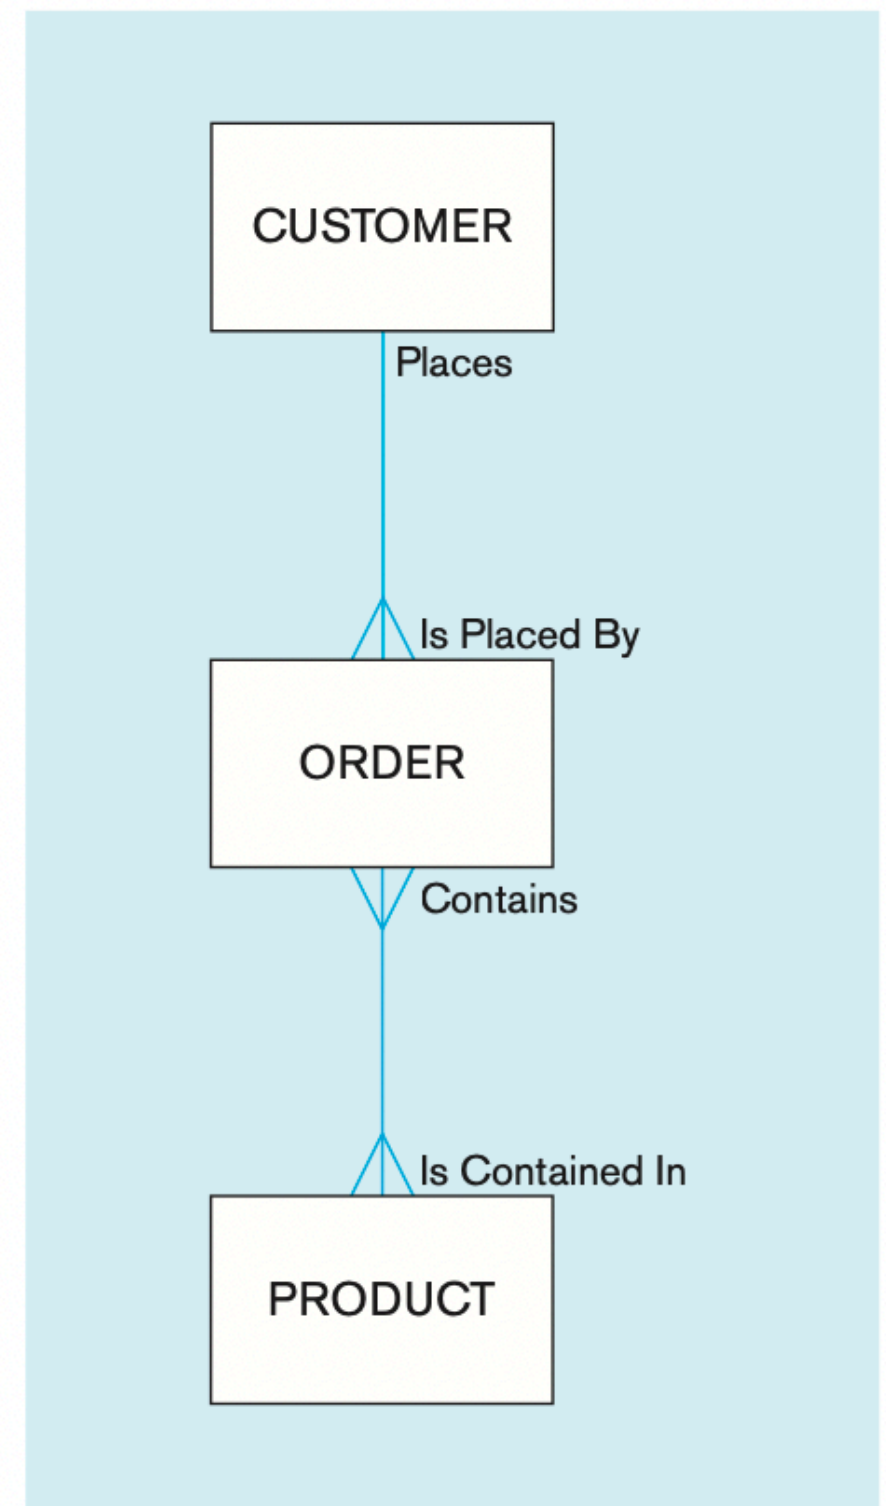 CUSTOMER
Places
Is Placed By
ORDER
Contains
Is Contained In
PRODUCT